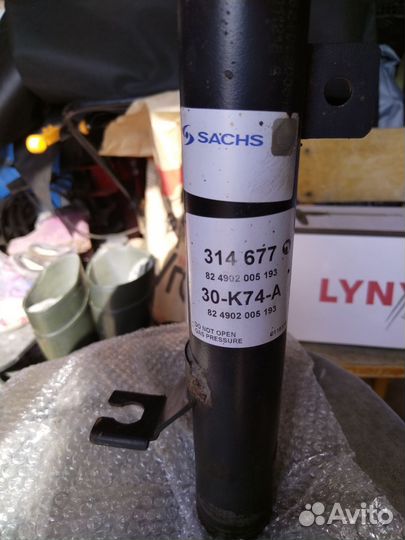 SACHS
314 677
82 4902 005 193
30-K74-A
82 4902 005 193
DO NOT OPEN
GAS PRESSURE
LYNX
Avito